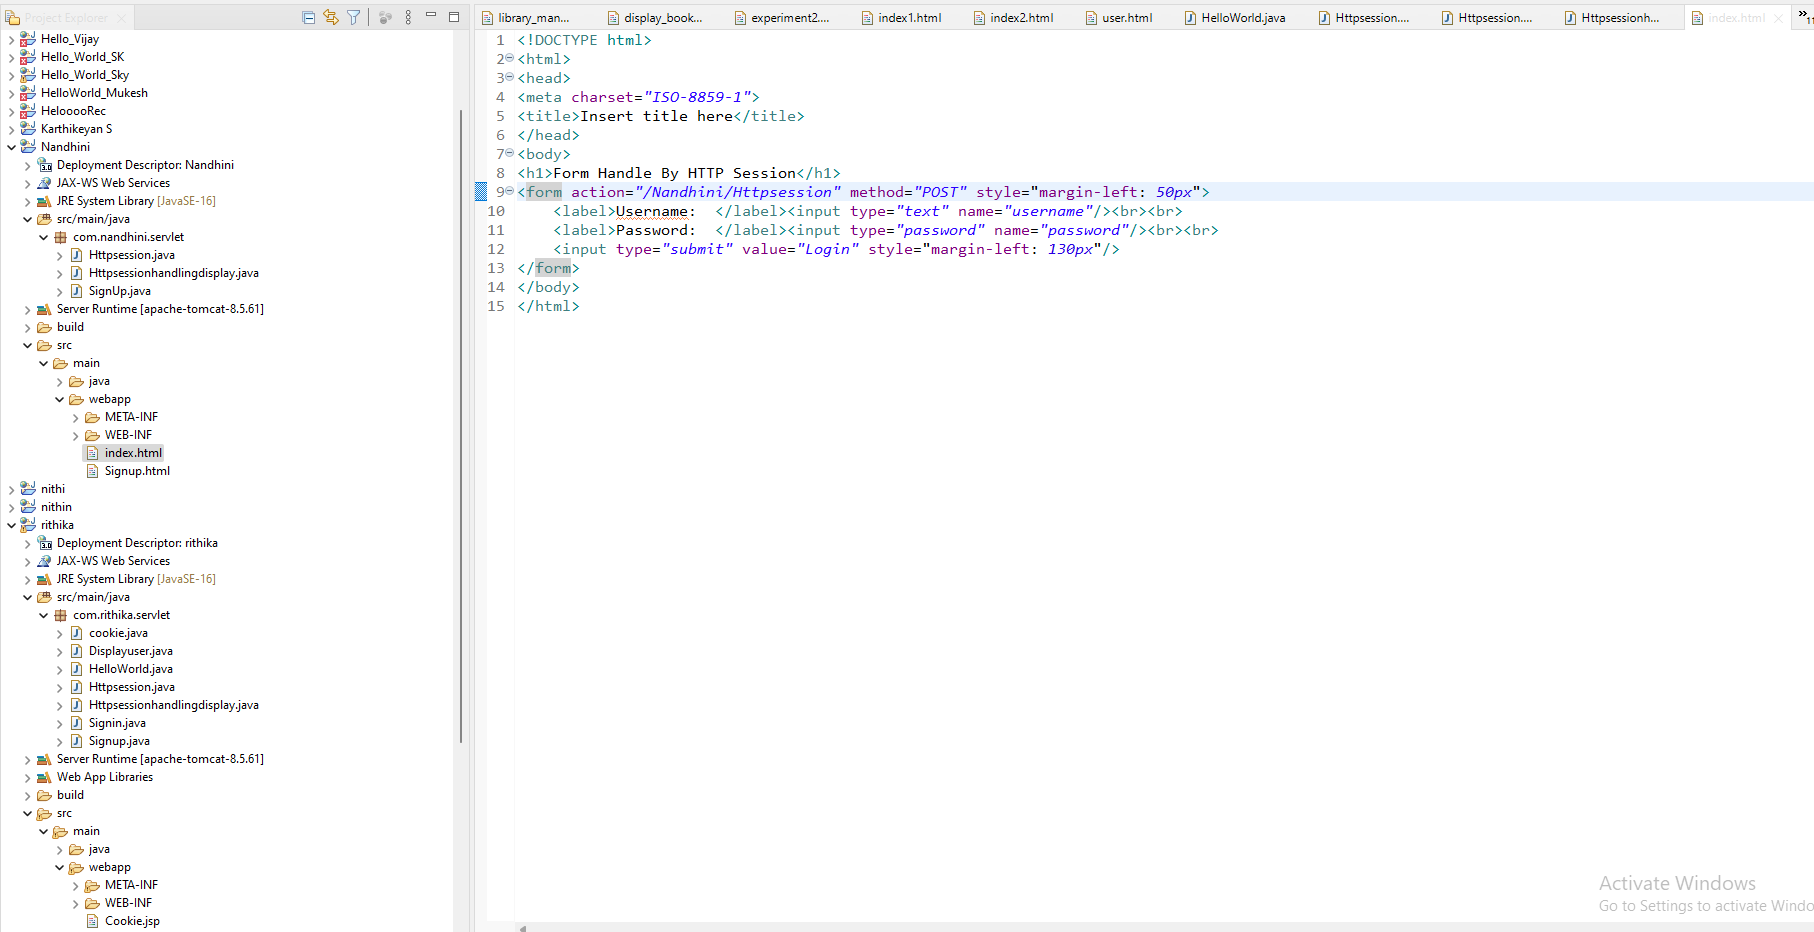 Project Explorer
Hello_Vijay
Hello_World_SK
Hello_World_Sky
HelloWorld_Mukesh
HelooooRec
Karthikeyan S
Nandhini
Deployment Descriptor: Nandhini
JAX-WS Web Services
JRE System Library [JavaSE-16]
src/main/java
com.nandhini.servlet
Httpsession.java
Httpsessionhandlingdisplay.java
SignUp.java
Server Runtime [apache-tomcat-8.5.61]
build
src
main
java
webapp
META-INF
WEB-INF
index.html
Signup.html
nithi
nithin
rithika
Deployment Descriptor: rithika
JAX-WS Web Services
JRE System Library [JavaSE-16]
src/main/java
com.rithika.servlet
cookie.java
Displayuser.java
HelloWorld.java
Httpsession.java
Httpsessionhandlingdisplay.java
Signin.java
Signup.java
Server Runtime [apache-tomcat-8.5.61]
Web App Libraries
build
src
main
java
webapp
META-INF
WEB-INF
Cookie.jsp
library_man... display_book... experiment2.... index1.html index2.html user.html HelloWorld.java Httpsession.... Httpsession.... Httpsessionh... index.html
1 <!DOCTYPE html>
2 <html>
3 <head>
4 <meta charset="ISO-8859-1">
5 <title>Insert title here</title>
6 </head>
7 <body>
8 <h1>Form Handle By HTTP Session</h1>
9 <form action="/Nandhini/Httpsession" method="POST" style="margin-left: 50px">
10 <label>Username:  </label><input type="text" name="username"/><br><br>
11 <label>Password:  </label><input type="password" name="password"/><br><br>
12 <input type="submit" value="Login" style="margin-left: 130px"/>
13 </form>
14 </body>
15 </html>
Activate Windows
Go to Settings to activate Windo